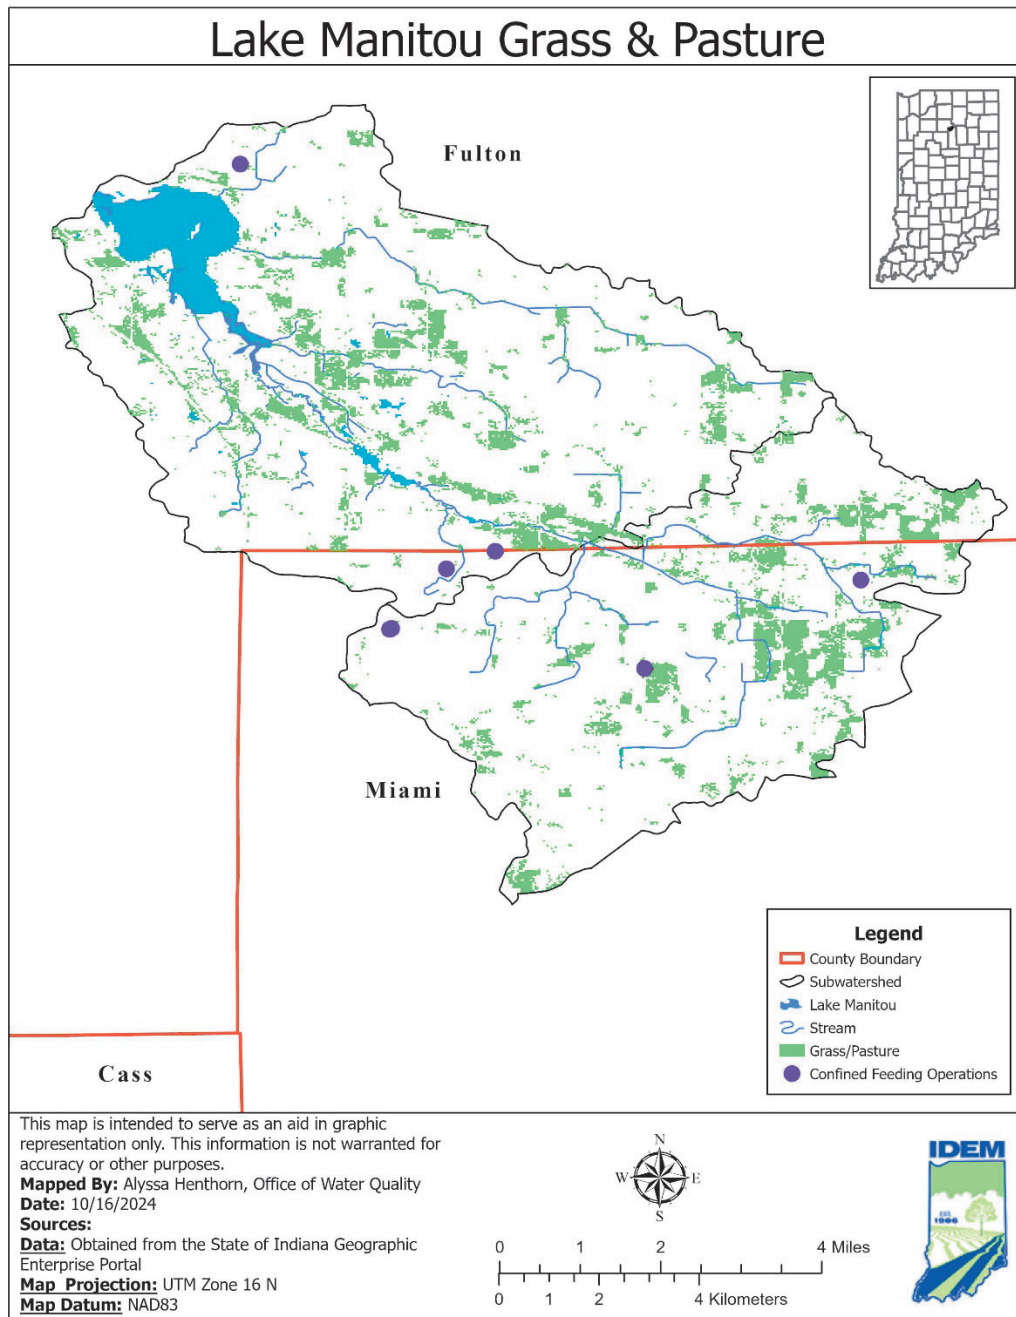 Lake Manitou Grass & Pasture
Fulton
Miami
Cass
Legend
County Boundary
Subwatershed
Lake Manitou
Stream
Grass/Pasture
Confined Feeding Operations
This map is intended to serve as an aid in graphic
representation only. This information is not warranted for
accuracy or other purposes.
Mapped By: Alyssa Henthorn, Office of Water Quality
Date: 10/16/2024
Sources:
Data: Obtained from the State of Indiana Geographic
Enterprise Portal
Map Projection: UTM Zone 16 N
Map Datum: NAD83
N
W E
S
0 1 2 4 Miles
0 1 2 4 Kilometers
IDEM
EST.
1986